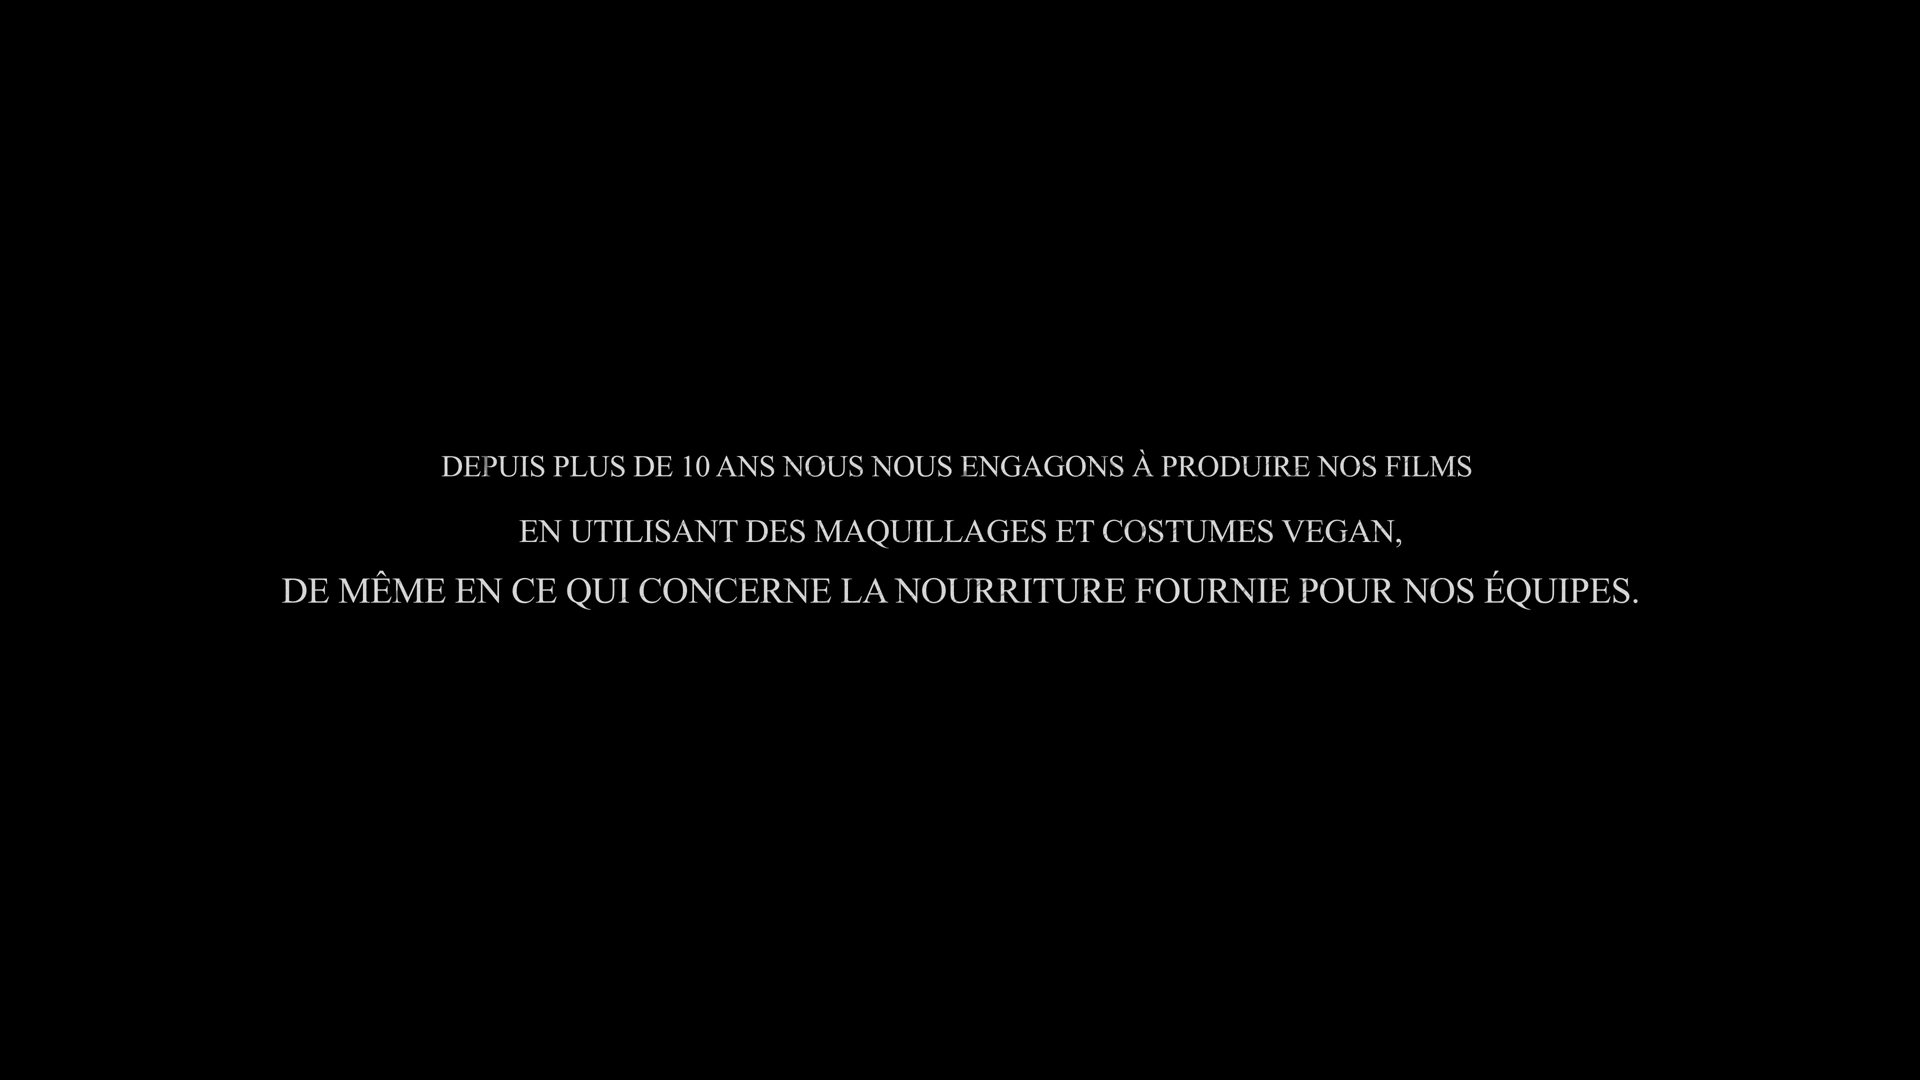 DEPUIS PLUS DE 10 ANS NOUS NOUS ENGAGONS À PRODUIRE NOS FILMS
EN UTILISANT DES MAQUILLAGES ET COSTUMES VEGAN,
DE MÊME EN CE QUI CONCERNE LA NOURRITURE FOURNIE POUR NOS ÉQUIPES.